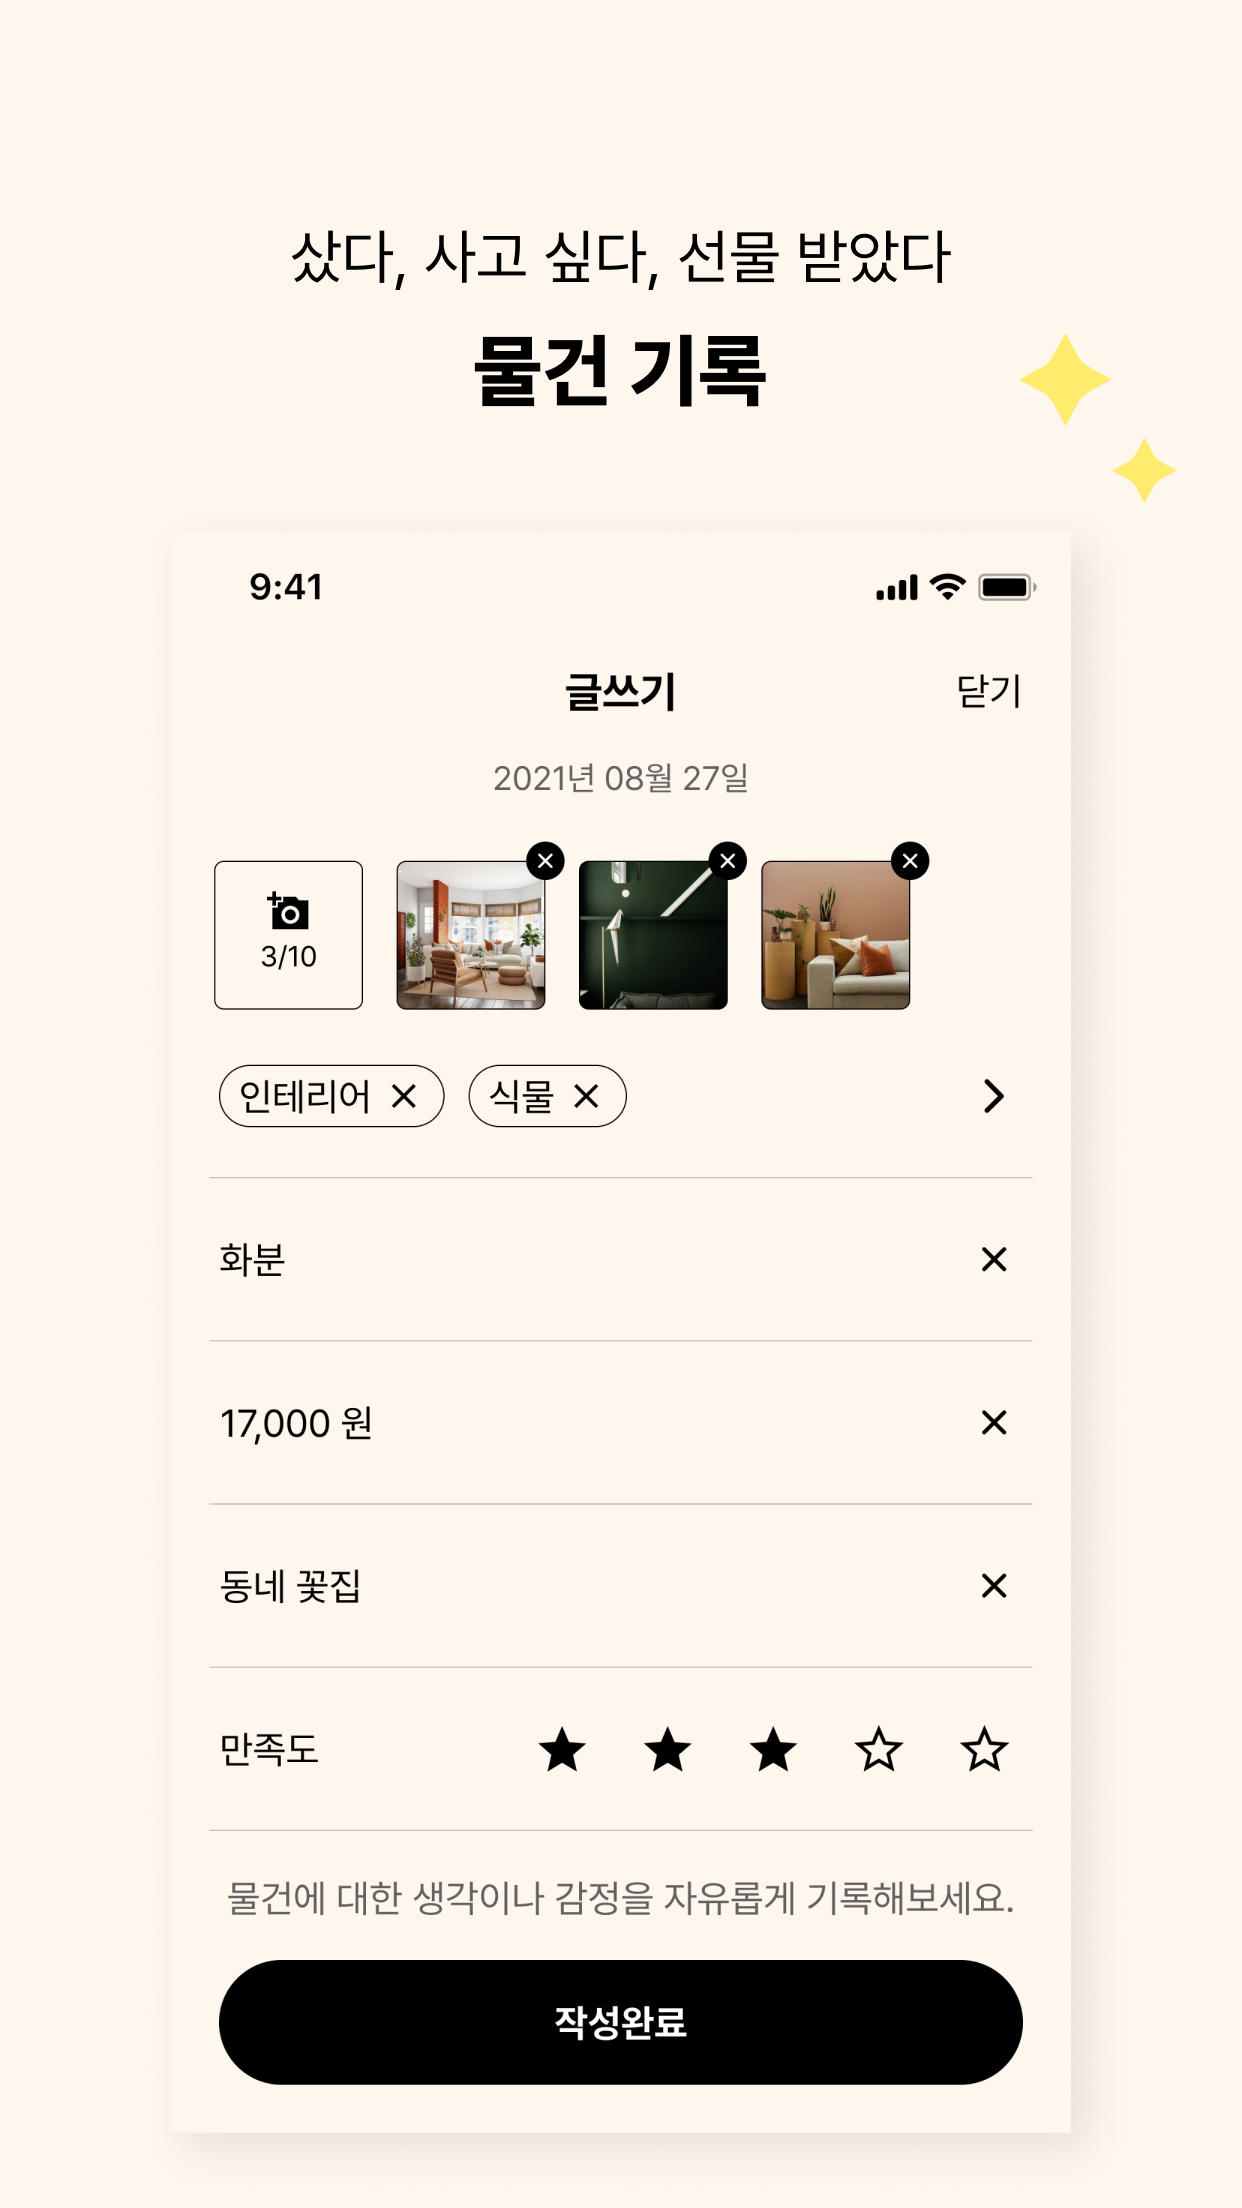 샀다, 사고 싶다, 선물 받았다
물건 기록
9:41
글쓰기 닫기
2021년 08월 27일
3/10
인테리어 식물
화분
17,000 원
동네 꽃집
만족도
물건에 대한 생각이나 감정을 자유롭게 기록해보세요.
작성완료